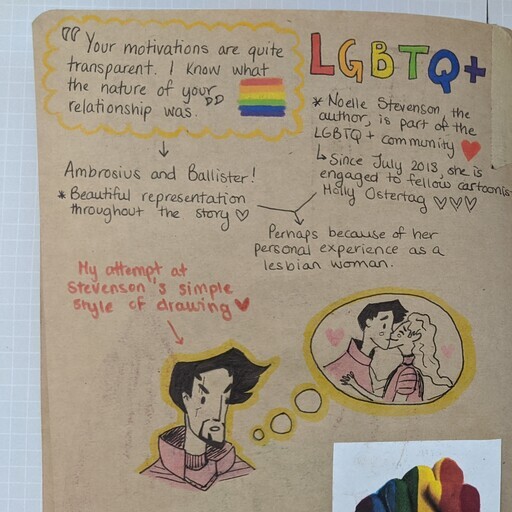 "Your motivations are quite
transparent. I know what
the nature of your
relationship was."
Ambrosius and Ballister!
* Beautiful representation
throughout the story ♡
LGBTQ+
* Noelle Stevenson, the
author, is part of the
LGBTQ+ community ♥
↳ Since July 2018, she is
engaged to fellow cartoonis
Molly Ostertag ♡♡♡
Perhaps because of her
personal experience as a
lesbian woman.
My attempt at
Stevenson's simple
style of drawing ♥